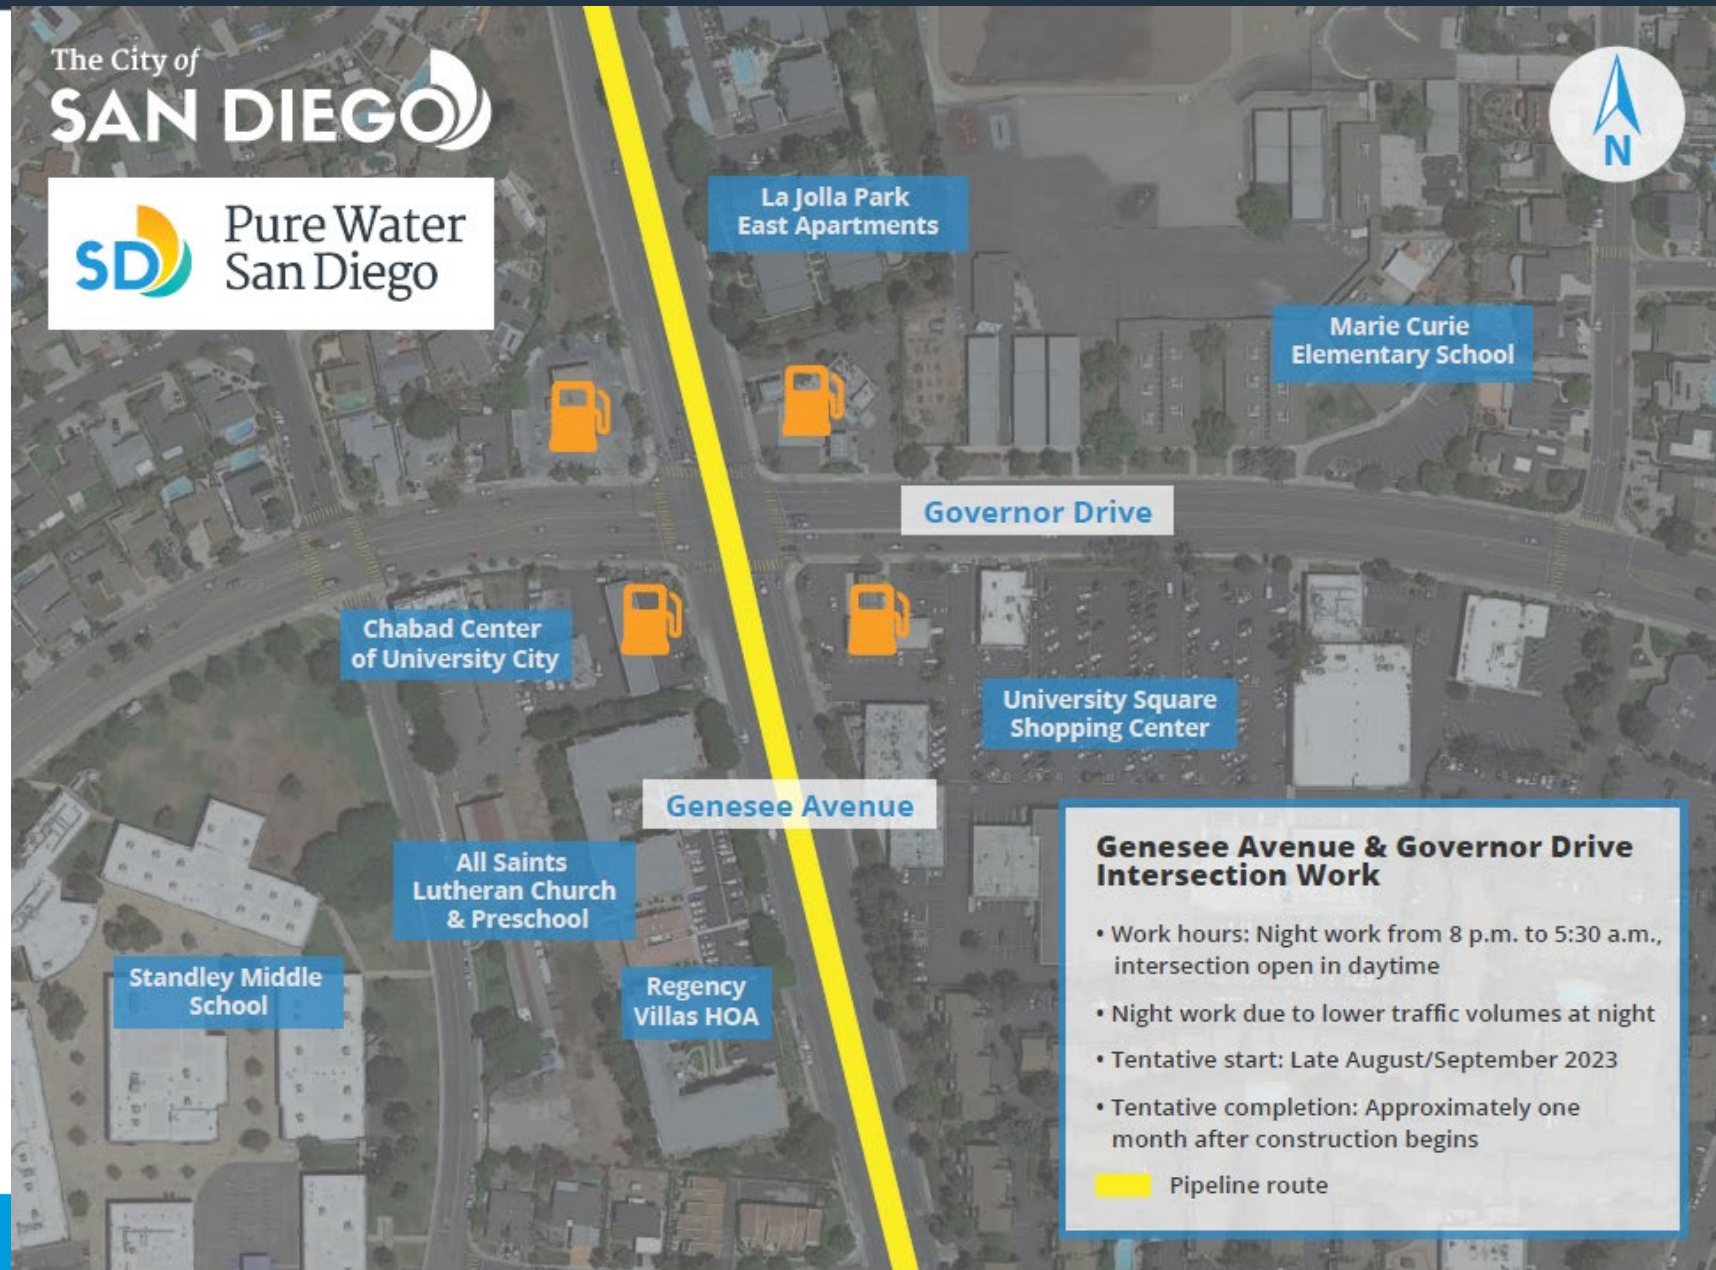 The City of
SAN DIEGO
SD
Pure Water
San Diego
N
La Jolla Park
East Apartments
Marie Curie
Elementary School
Governor Drive
Chabad Center
of University City
University Square
Shopping Center
Genesee Avenue
All Saints
Lutheran Church
& Preschool
Standley Middle
School
Regency
Villas HOA
Genesee Avenue & Governor Drive
Intersection Work
• Work hours: Night work from 8 p.m. to 5:30 a.m.,
intersection open in daytime
• Night work due to lower traffic volumes at night
• Tentative start: Late August/September 2023
• Tentative completion: Approximately one
month after construction begins
Pipeline route